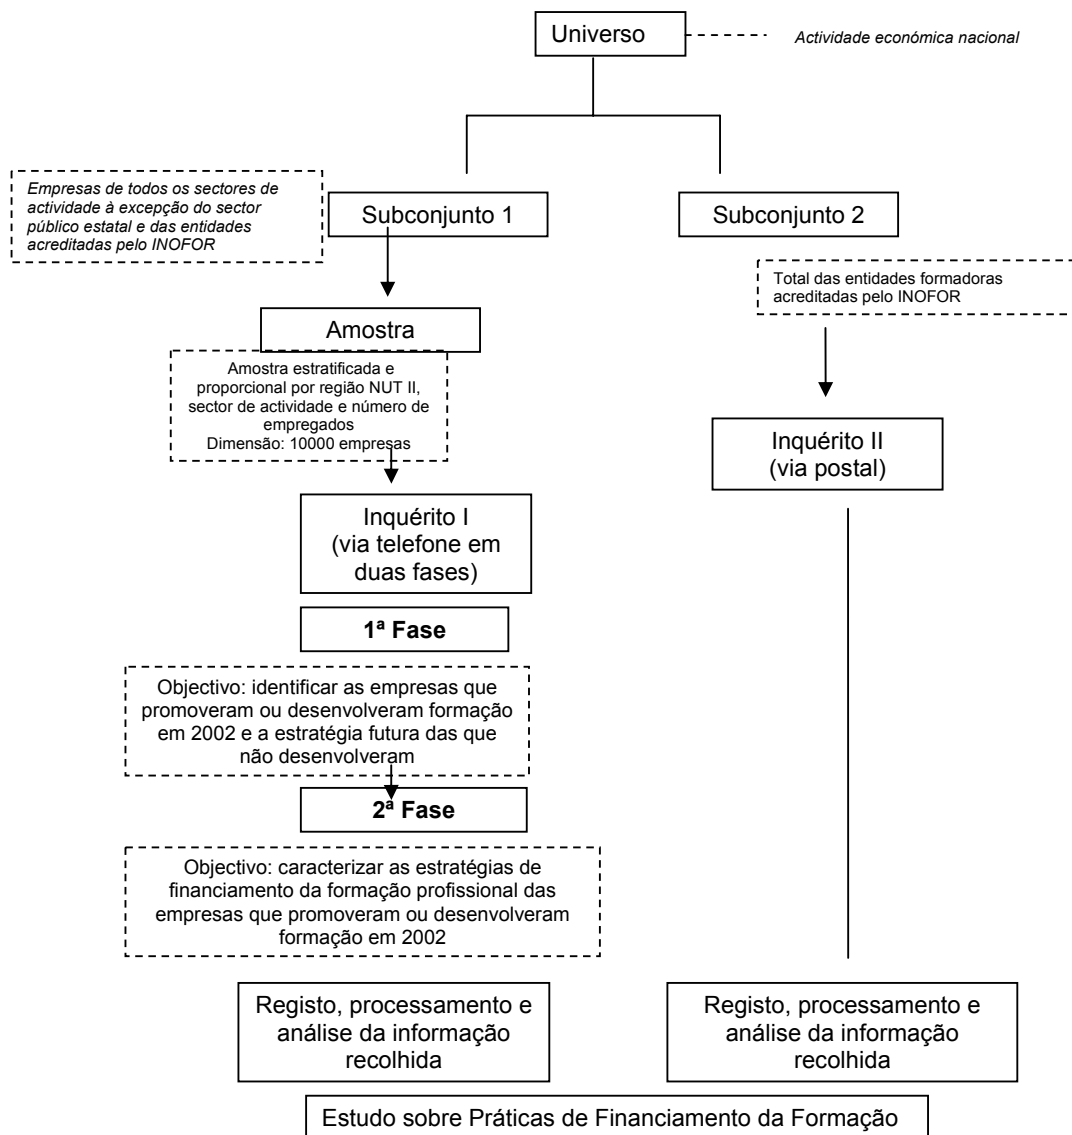 Universo
Actividade económica nacional
Empresas de todos os sectores de
actividade à excepção do sector
público estatal e das entidades
acreditadas pelo INOFOR
Subconjunto 1
Subconjunto 2
Total das entidades formadoras
acreditadas pelo INOFOR
Amostra
Amostra estratificada e
proporcional por região NUT II,
sector de actividade e número de
empregados
Dimensão: 10000 empresas
Inquérito II
(via postal)
Inquérito I
(via telefone em
duas fases)
1ª Fase
Objectivo: identificar as empresas que
promoveram ou desenvolveram formação
em 2002 e a estratégia futura das que
não desenvolveram
2ª Fase
Objectivo: caracterizar as estratégias de
financiamento da formação profissional das
empresas que promoveram ou desenvolveram
formação em 2002
Registo, processamento e
análise da informação
recolhida
Registo, processamento e
análise da informação
recolhida
Estudo sobre Práticas de Financiamento da Formação